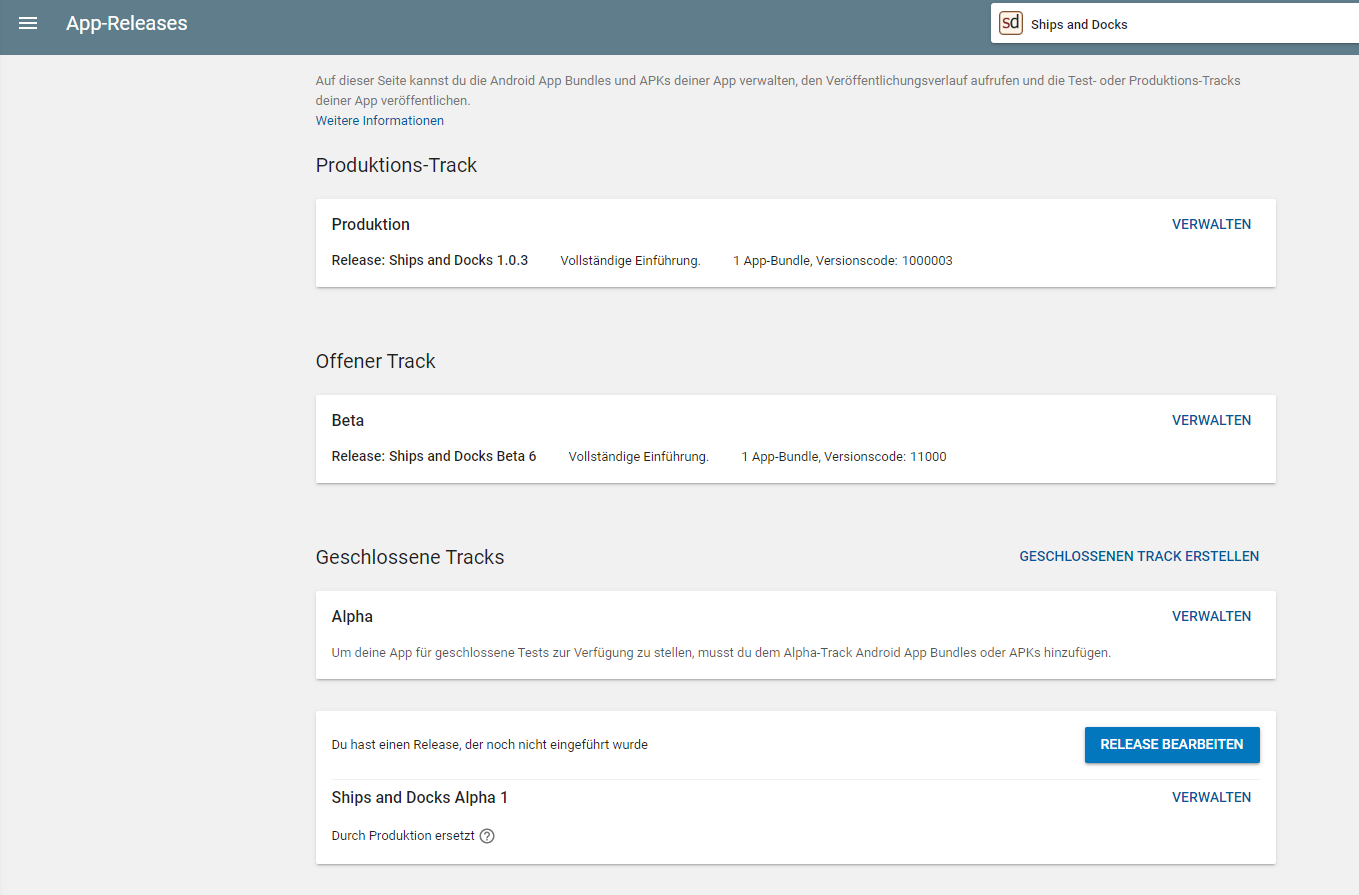 App-Releases
sd Ships and Docks
Auf dieser Seite kannst du die Android App Bundles und APKs deiner App verwalten, den Veröffentlichungsverlauf aufrufen und die Test- oder Produktions-Tracks
deiner App veröffentlichen.
Weitere Informationen
Produktions-Track
Produktion VERWALTEN
Release: Ships and Docks 1.0.3 Vollständige Einführung. 1 App-Bundle, Versionscode: 1000003
Offener Track
Beta VERWALTEN
Release: Ships and Docks Beta 6 Vollständige Einführung. 1 App-Bundle, Versionscode: 11000
Geschlossene Tracks GESCHLOSSENEN TRACK ERSTELLEN
Alpha VERWALTEN
Um deine App für geschlossene Tests zur Verfügung zu stellen, musst du dem Alpha-Track Android App Bundles oder APKs hinzufügen.
Du hast einen Release, der noch nicht eingeführt wurde RELEASE BEARBEITEN
Ships and Docks Alpha 1 VERWALTEN
Durch Produktion ersetzt ?